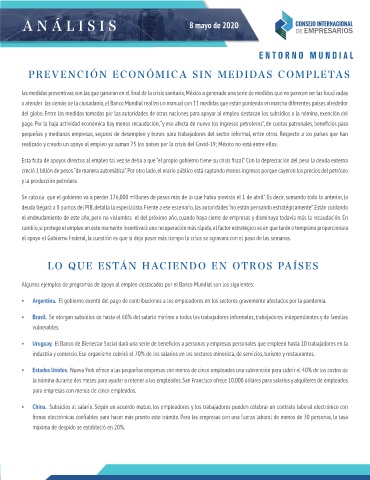 ANÁLISIS
8 mayo de 2020
CONSEJO INTERNACIONAL
DE EMPRESARIOS
ENTORNO MUNDIAL
PREVENCIÓN ECONÓMICA SIN MEDIDAS COMPLETAS
Las medidas preventivas son las que ganaran en el final de la crisis sanitaria, México a generado una serie de medidas que no parecen ser las focalizadas
a atender las demás de la ciudadanía, el Banco Mundial realizo un manual con 11 medidas que están poniendo en marcha diferentes países alrededor
del globo. Entre las medidas tomadas por las autoridades de otras naciones para apoyar al empleo destacan los subsidios a la nómina, exención del
pago. Por la baja actividad económica hay menos recaudación, "y eso afecta de nuevo los ingresos petroleros", de cuotas patronales, beneficios para
pequeñas y medianas empresas, seguros de desempleo y bonos para trabajadores del sector informal, entre otros. Respecto a los países que han
realizado y creado un apoyo al empleo ya suman 75 los países por la crisis del Covid-19; México no está entre ellos.
Esta falta de apoyos directos al empleo tal vez se deba a que "el propio gobierno tiene su crisis fiscal". Con la depreciación del peso la deuda externa
creció 1 billón de pesos "de manera automática". Por otro lado, el erario público está captando menos ingresos porque cayeron los precios del petróleo
y la producción petrolera
Se calcula que el gobierno va a perder 176,000 millones de pesos más de lo que había previsto el 1 de abril". Es decir, sumando todo lo anterior, la
deuda llegará a 8 puntos del PIB, detalla la especialista. Frente a ese escenario, las autoridades "no están pensando estratégicamente". Están cuidando
el endeudamiento de este año, pero no vislumbra el del próximo año, cuando haya cierre de empresas y disminuya todavía más la recaudación. En
cambio, si protege el empleo en este momento incentivará una recuperación más rápida, el factor estratégico es en que tarde o temprano proporcionara
el apoyo el Gobierno Federal, la cuestión es que si deja pasar más tiempo la crisis se agravara con el paso de las semanas.
LO QUE ESTÁN HACIENDO EN OTROS PAÍSES
Algunos ejemplos de programas de apoyo al empleo destacados por el Banco Mundial son los siguientes:
• Argentina. El gobierno exentó del pago de contribuciones a los empleadores en los sectores gravemente afectados por la pandemia.
• Brasil. Se otorgan subsidios de hasta el 60% del salario mínimo a todos los trabajadores informales, trabajadores independientes y de familias
vulnerables.
• Uruguay. El Banco de Bienestar Social dará una serie de beneficios a personas y empresas personales que empleen hasta 10 trabajadores en la
industria y comercio. Ese organismo cubrirá el 70% de los salarios en los sectores minorista, de servicios, turismo y restaurantes.
• Estados Unidos. Nueva York ofrece a las pequeñas empresas con menos de cinco empleados una subvención para cubrir el 40% de los costos de
la nómina durante dos meses para ayudar a retener a los empleados. San Francisco ofrece 10,000 dólares para salarios y alquileres de empleados
para empresas con menos de cinco empleados.
• China. Subsidios al salario. Según un acuerdo mutuo, los empleadores y los trabajadores pueden celebrar un contrato laboral electrónico con
firmas electrónicas confiables para hacer más pronto este trámite. Para las empresas con una fuerza laboral de menos de 30 personas, la tasa
máxima de despido se estableció en 20%.